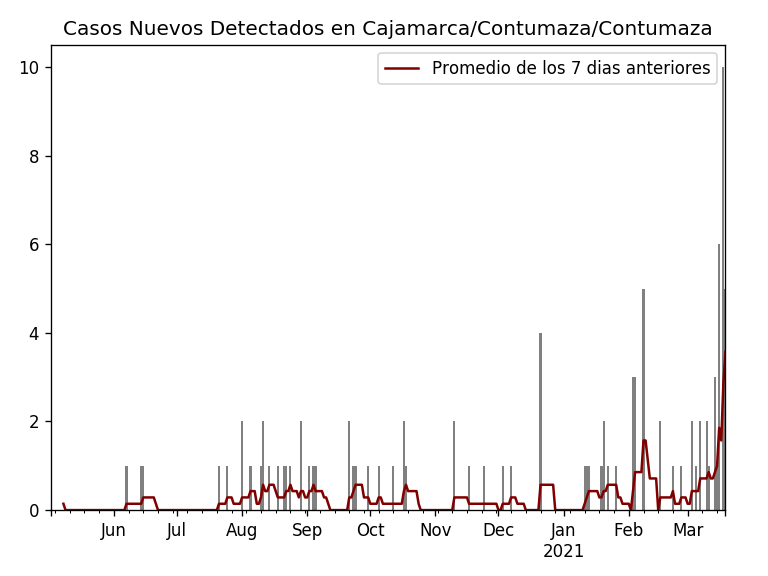 Casos Nuevos Detectados en Cajamarca/Contumaza/Contumaza
Promedio de los 7 dias anteriores
10
8
6
4
2
0
Jun Jul Aug Sep Oct Nov Dec Jan Feb Mar
2021